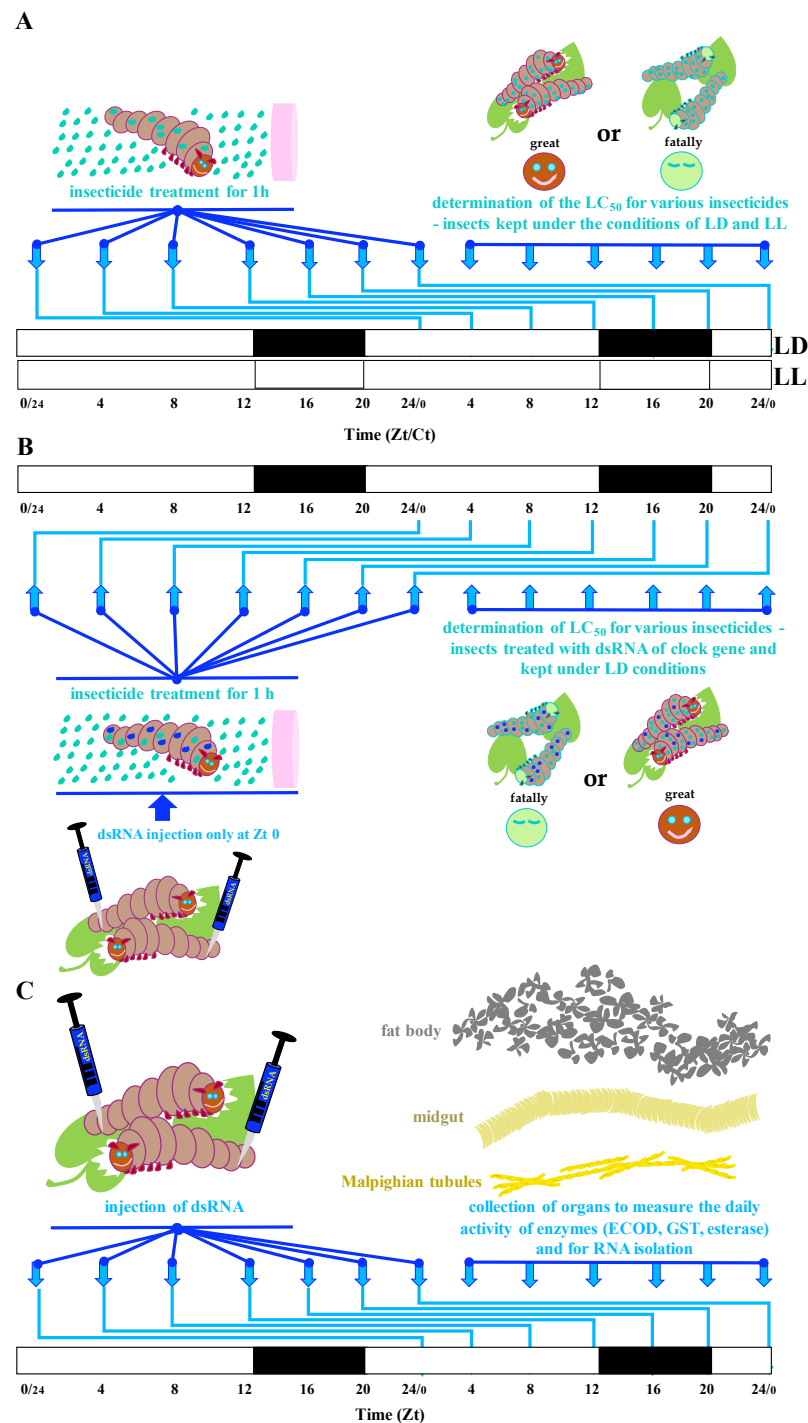 A
great
or
fatally
insecticide treatment for 1h
determination of the LC50 for various insecticides
- insects kept under the conditions of LD and LL
LD
LL
0/24 4 8 12 16 20 24/0 4 8 12 16 20 24/0
Time (Zt/Ct)
B
0/24 4 8 12 16 20 24/0 4 8 12 16 20 24/0
determination of LC50 for various insecticides -
insects treated with dsRNA of clock gene and
kept under LD conditions
insecticide treatment for 1 h
or
fatally
great
dsRNA injection only at Zt 0
dsRNA
dsRNA
C
dsRNA
dsRNA
fat body
midgut
Malpighian tubules
injection of dsRNA
collection of organs to measure the daily
activity of enzymes (ECOD, GST, esterase)
and for RNA isolation
0/24 4 8 12 16 20 24/0 4 8 12 16 20 24/0
Time (Zt)